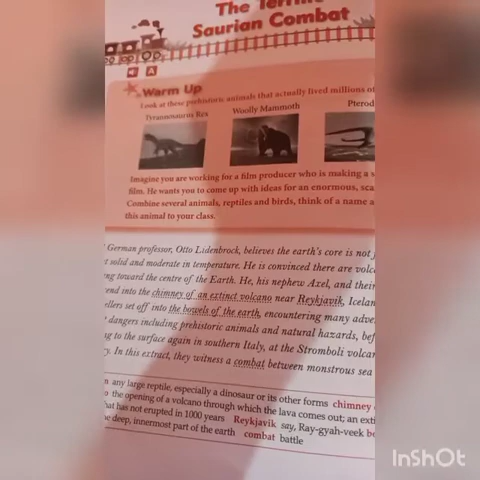 The Terrible
Saurian Combat
A
Warm Up
Look at these prehistoric animals that actually lived millions of
Tyrannosaurus Rex Woolly Mammoth Pterod
Imagine you are working for a film producer who is making a s
film. He wants you to come up with ideas for an enormous, sca
Combine several animals, reptiles and birds, think of a name a
this animal to your class.
German professor, Otto Lidenbrock, believes the earth's core is not
t solid and moderate in temperature. He is convinced there are volc
ng toward the centre of the Earth. He, his nephew Axel, and their
end into the chimney of an extinct volcano near Reykjavik, Icelan
ellers set off into the bowels of the earth, encountering many adve
dangers including prehistoric animals and natural hazards, bef
ng to the surface again in southern Italy, at the Stromboli volcan
y. In this extract, they witness a combat between monstrous sea
n any large reptile, especially a dinosaur or its other forms chimney
the opening of a volcano through which the lava comes out; an exti
hat has not erupted in 1000 years Reykjavik say, Ray-gyah-veek be
e deep, innermost part of the earth combat battle
InShOt